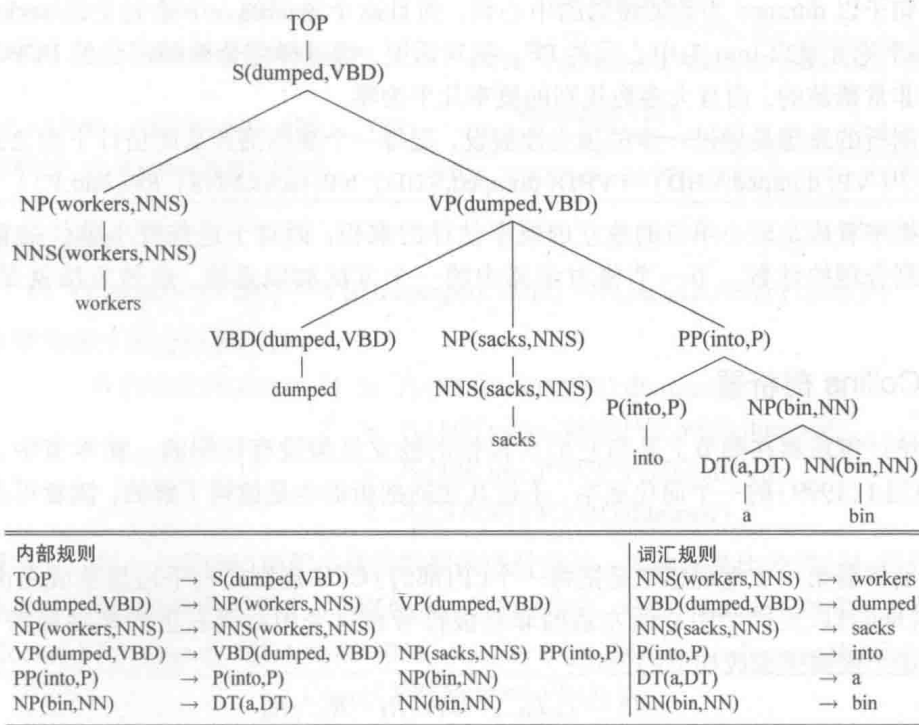 TOP
S(dumped,VBD)
NP(workers,NNS) VP(dumped,VBD)
NNS(workers,NNS)
workers
VBD(dumped,VBD) NP(sacks,NNS) PP(into,P)
dumped NNS(sacks,NNS) P(into,P) NP(bin,NN)
sacks into DT(a,DT) NN(bin,NN)
a bin
内部规则 词汇规则
TOP → S(dumped,VBD) NNS(workers,NNS) → workers
S(dumped,VBD) → NP(workers,NNS) VP(dumped,VBD) VBD(dumped,VBD) → dumped
NP(workers,NNS) → NNS(workers,NNS) NNS(sacks,NNS) → sacks
VP(dumped,VBD) → VBD(dumped, VBD) NP(sacks,NNS) PP(into,P) P(into,P) → into
PP(into,P) → P(into,P) NP(bin,NN) DT(a,DT) → a
NP(bin,NN) → DT(a,DT) NN(bin,NN) NN(bin,NN) → bin